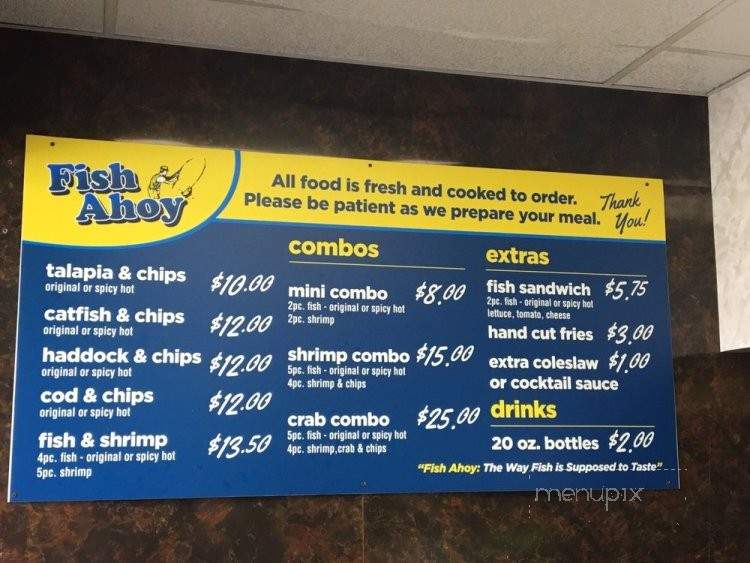 Fish
Ahoy
All food is fresh and cooked to order.
Please be patient as we prepare your meal.
Thank
You!
talapia & chips $10.00
original or spicy hot
catfish & chips $12.00
original or spicy hot
haddock & chips $12.00
original or spicy hot
cod & chips $12.00
original or spicy hot
fish & shrimp $13.50
4pc. fish - original or spicy hot
5pc. shrimp
combos
mini combo $8.00
2pc. fish - original or spicy hot
2pc. shrimp
shrimp combo $15.00
5pc. fish - original or spicy hot
4pc. shrimp & chips
crab combo $25.00
5pc. fish - original or spicy hot
4pc. shrimp,crab & chips
extras
fish sandwich $5.75
2pc. fish - original or spicy hot
lettuce, tomato, cheese
hand cut fries $3.00
extra coleslaw $1.00
or cocktail sauce
drinks
20 oz. bottles $2.00
"Fish Ahoy: The Way Fish is Supposed to Taste"
menupix